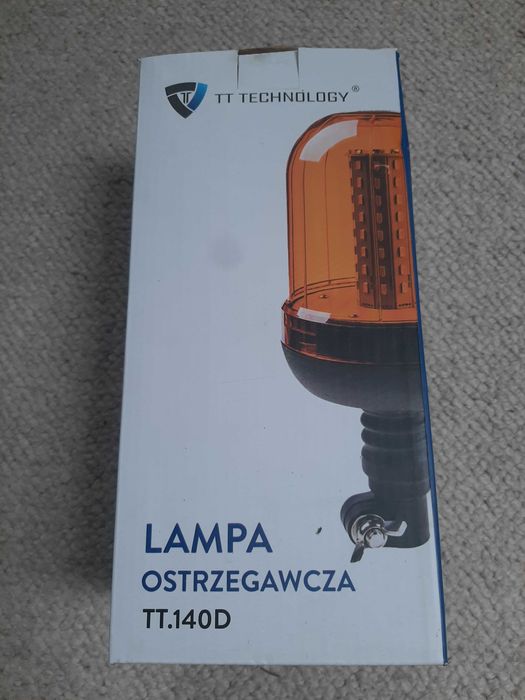 TT TECHNOLOGY®
LAMPA
OSTRZEGAWCZA
TT.140D